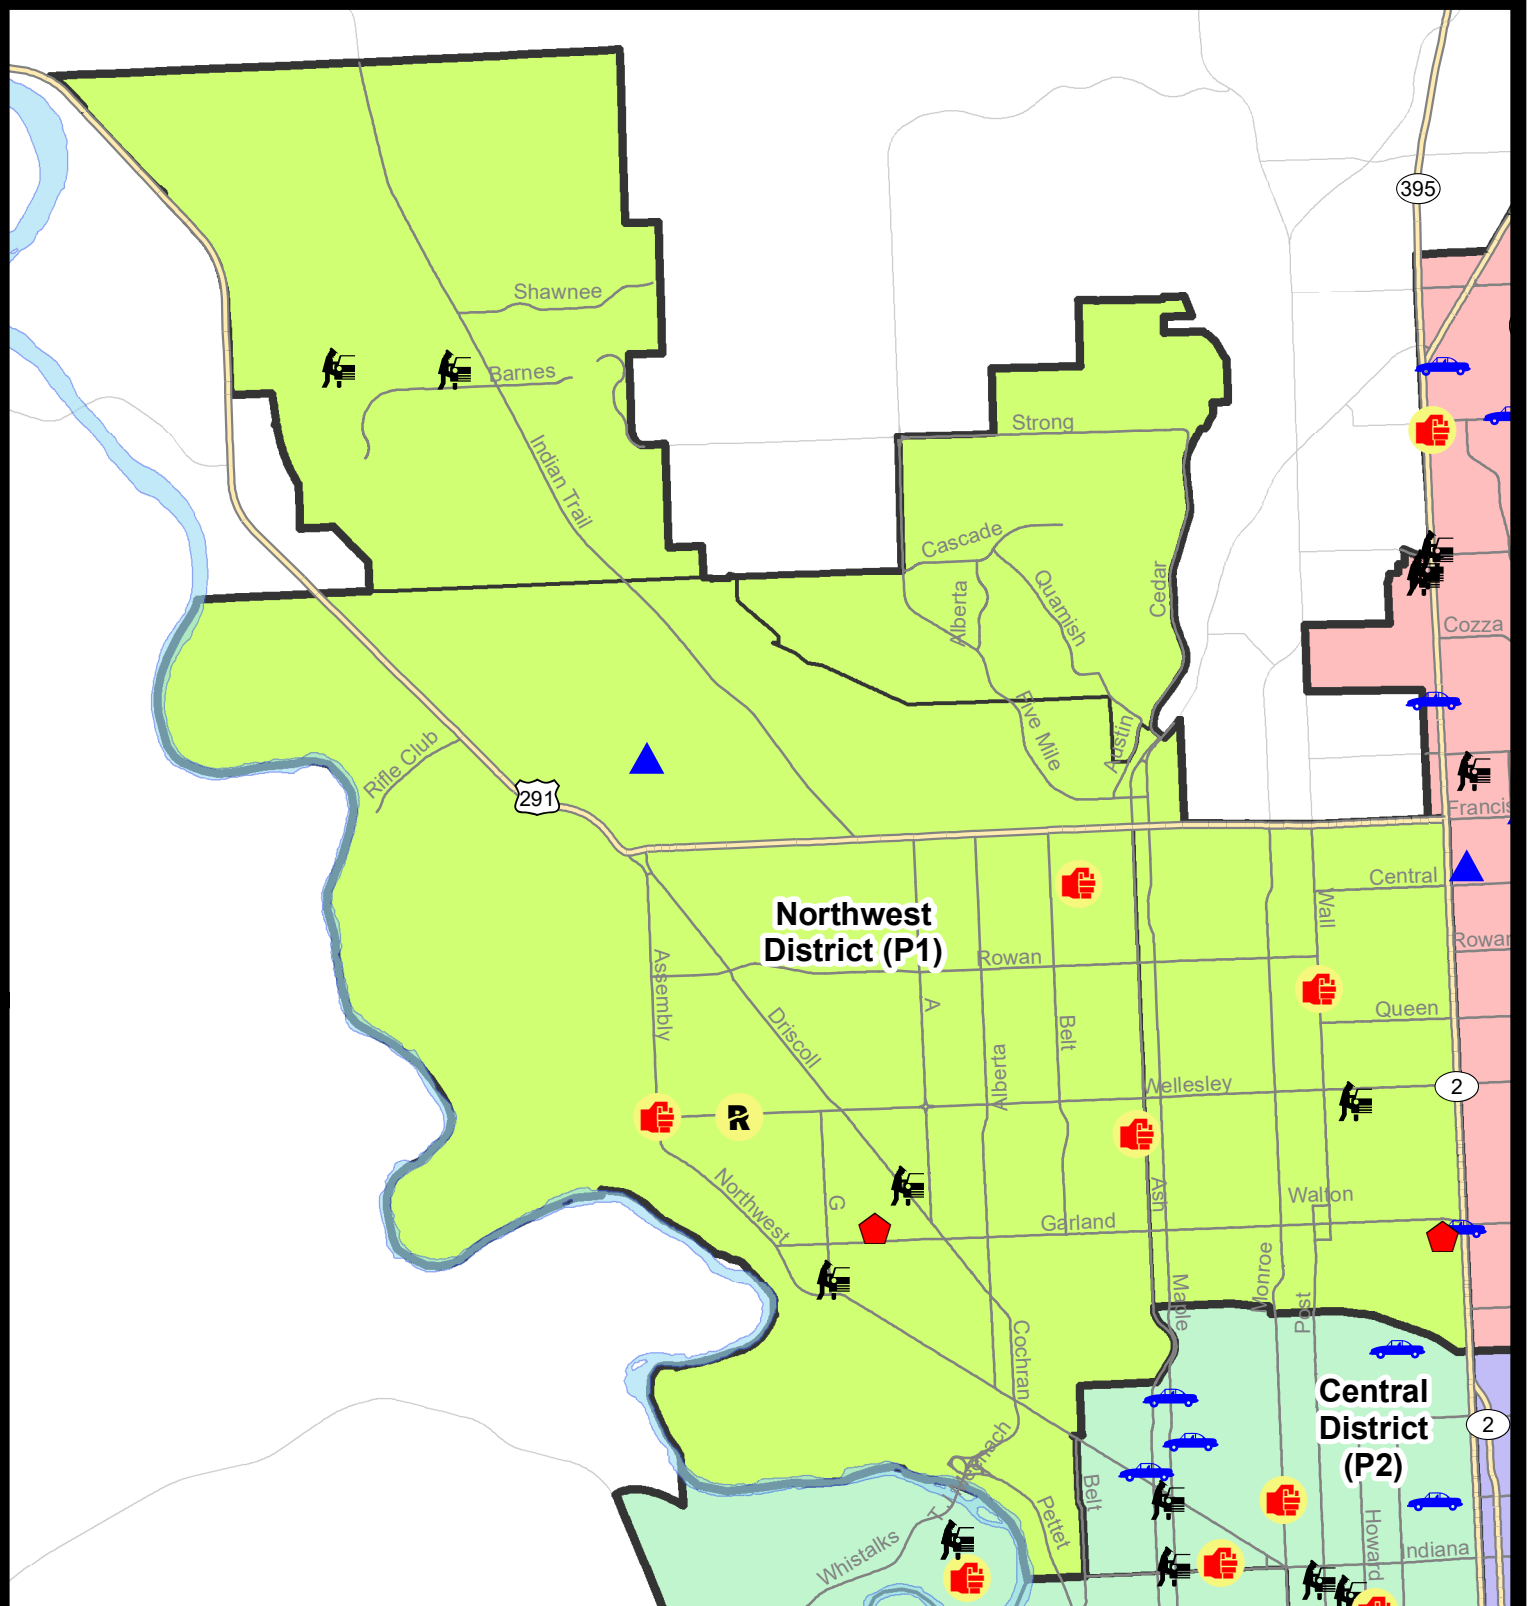 395
Shawnee
Barnes
Strong
Indian Trail
Cascade
Alberta
Quamish
Cedar
Cozza
Five Mile
Austin
Rifle Club
291
Francis
Central
Wall
Northwest
District (P1)
Rowan
Rowan
Assembly
A
Queen
Driscoll
Belt
Alberta
Wellesley
2
Northwest
G
Ash
Walton
Garland
Monroe
Maple
Post
Cochran
Central
District
(P2)
2
Belt
Pettet
Howard
Whistalks
Indiana
R